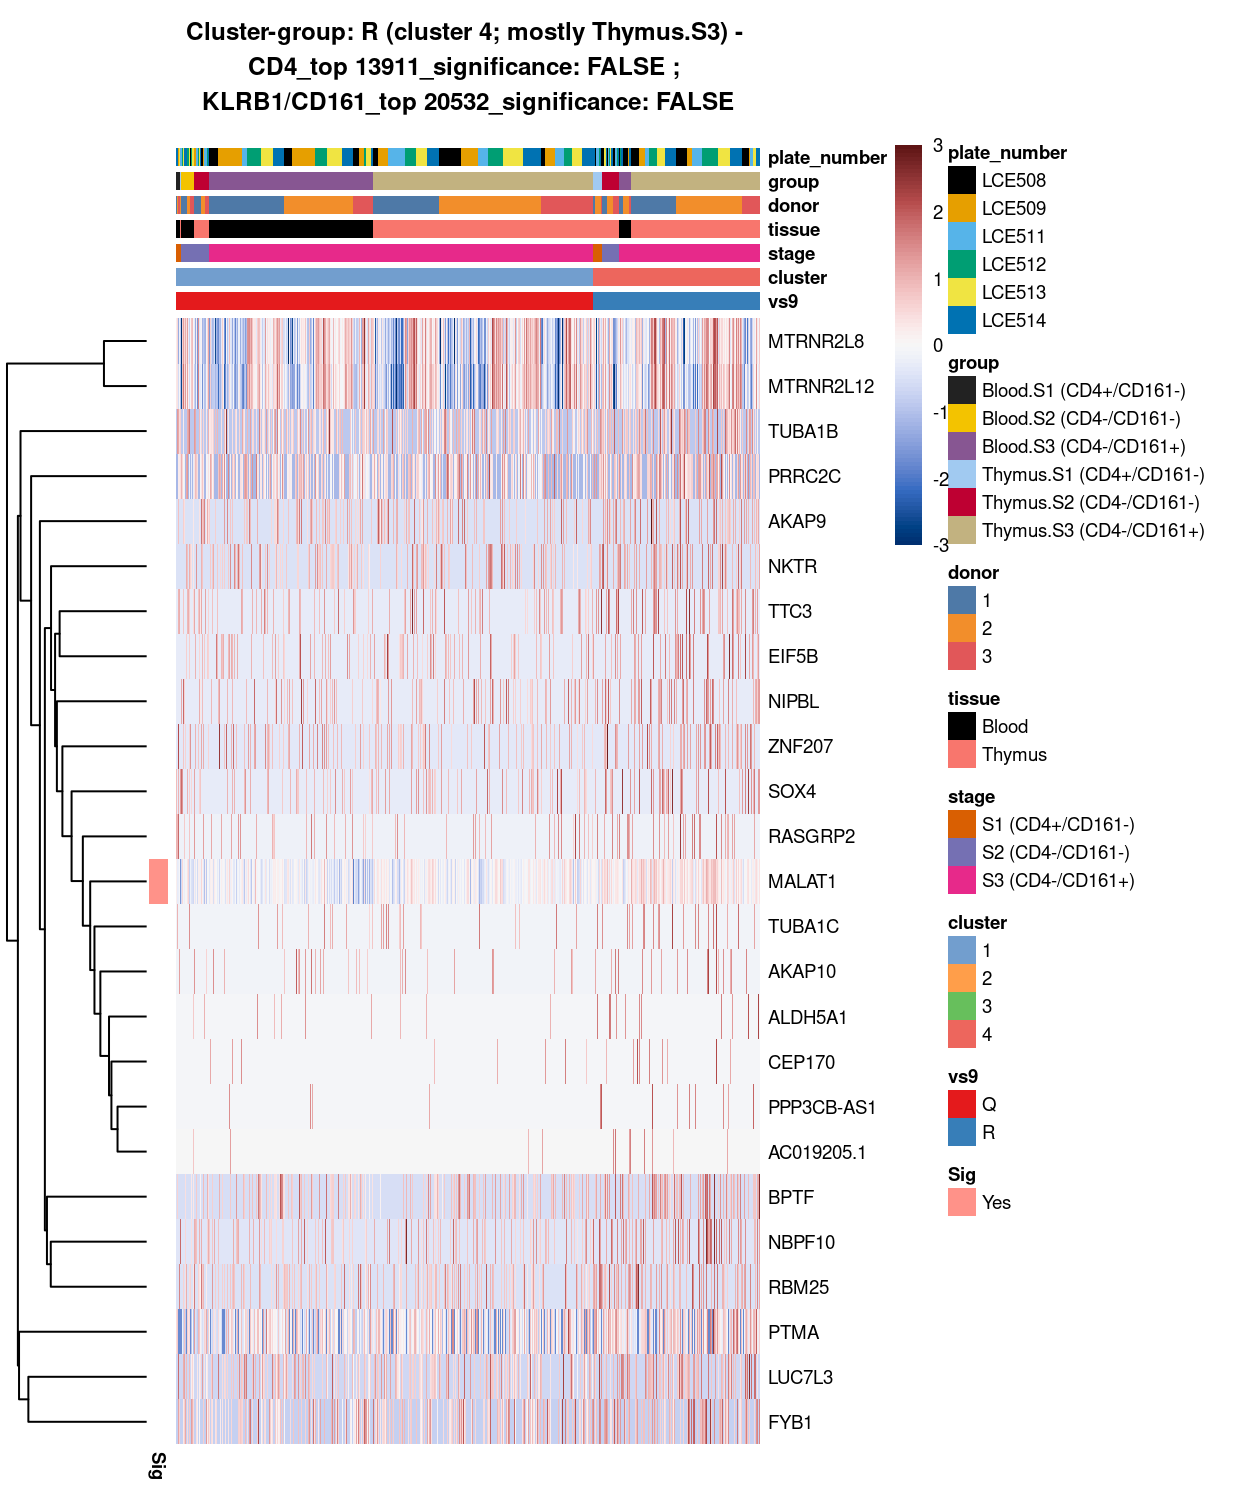 Cluster-group: R (cluster 4; mostly Thymus.S3) -
CD4_top 13911_significance: FALSE ;
KLRB1/CD161_top 20532_significance: FALSE
plate_number
group
donor
tissue
stage
cluster
vs9
MTRNR2L8
MTRNR2L12
TUBA1B
PRRC2C
AKAP9
NKTR
TTC3
EIF5B
NIPBL
ZNF207
SOX4
RASGRP2
MALAT1
TUBA1C
AKAP10
ALDH5A1
CEP170
PPP3CB-AS1
AC019205.1
BPTF
NBPF10
RBM25
PTMA
LUC7L3
FYB1
Sig
3
2
1
0
-1
-2
-3
plate_number
LCE508
LCE509
LCE511
LCE512
LCE513
LCE514
group
Blood.S1 (CD4+/CD161-)
Blood.S2 (CD4-/CD161-)
Blood.S3 (CD4-/CD161+)
Thymus.S1 (CD4+/CD161-)
Thymus.S2 (CD4-/CD161-)
Thymus.S3 (CD4-/CD161+)
donor
1
2
3
tissue
Blood
Thymus
stage
S1 (CD4+/CD161-)
S2 (CD4-/CD161-)
S3 (CD4-/CD161+)
cluster
1
2
3
4
vs9
Q
R
Sig
Yes